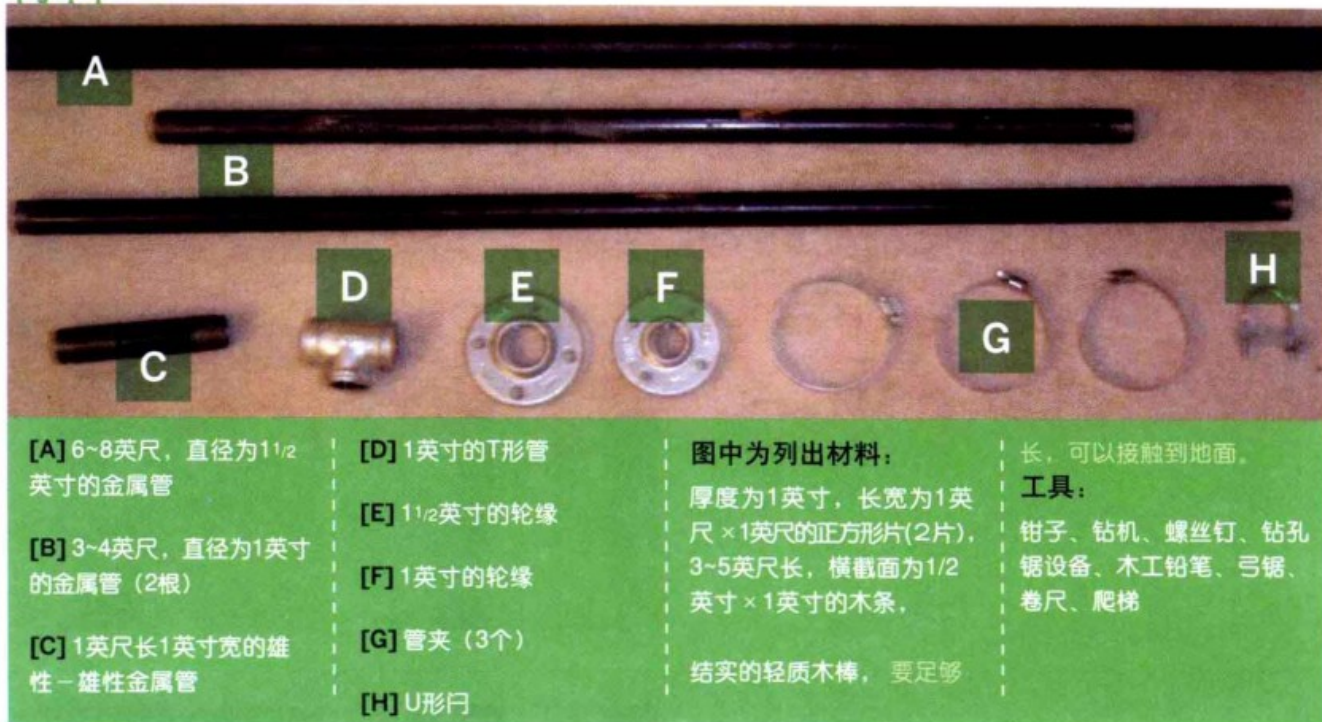 A
B
C
D
E
F
G
H
[A] 6~8英尺，直径为1 1/2
英寸的金属管
[B] 3~4英尺，直径为1英寸
的金属管（2根）
[C] 1英尺长1英寸宽的雄
性－雄性金属管
[D] 1英寸的T形管
[E] 1 1/2英寸的轮缘
[F] 1英寸的轮缘
[G] 管夹（3个）
[H] U形闩
图中为列出材料：
厚度为1英寸，长宽为1英
尺×1英尺的正方形片(2片)，
3~5英尺长，横截面为1/2
英寸×1英寸的木条，
结实的轻质木棒，要足够
长，可以接触到地面。
工具：
钳子、钻机、螺丝钉、钻孔
锯设备、木工铅笔、弓锯、
卷尺、爬梯